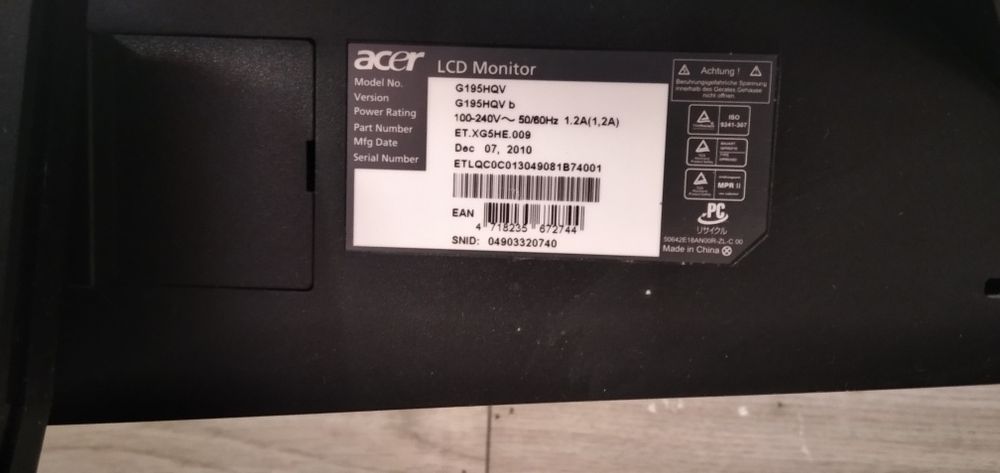 acer LCD Monitor
Model No. G195HQV
Version G195HQV b
Power Rating 100-240V~ 50/60Hz 1.2A(1,2A)
Part Number ET.XG5HE.009
Mfg Date Dec 07, 2010
Serial Number ETLQC0C013049081B74001
EAN
4 718235 672744
SNID: 04903320740
Achtung !
Berührungsgefährliche Spannung
innerhalb des Gerätes Gehäuse
nicht öffnen
ISO
9241-307
MPR II
PC
リサイクル
Made in China